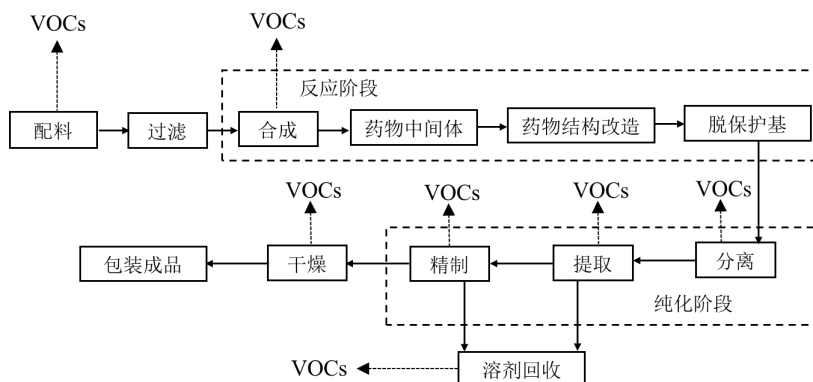 VOCs
VOCs
反应阶段
配料
过滤
合成
药物中间体
药物结构改造
脱保护基
VOCs
VOCs
VOCs
VOCs
包装成品
干燥
精制
提取
分离
纯化阶段
VOCs
溶剂回收